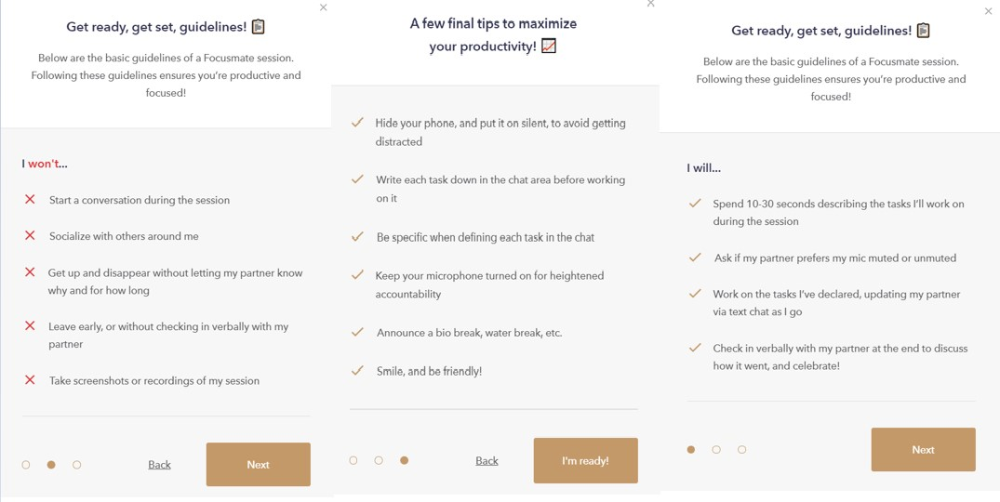 Get ready, get set, guidelines!
Below are the basic guidelines of a Focusmate session.
Following these guidelines ensures you're productive and
focused!
I won't...
Start a conversation during the session
Socialize with others around me
Get up and disappear without letting my partner know
why and for how long
Leave early, or without checking in verbally with my
partner
Take screenshots or recordings of my session
Back
Next
A few final tips to maximize
your productivity!
Hide your phone, and put it on silent, to avoid getting
distracted
Write each task down in the chat area before working
on it
Be specific when defining each task in the chat
Keep your microphone turned on for heightened
accountability
Announce a bio break, water break, etc.
Smile, and be friendly!
Back
I'm ready!
Get ready, get set, guidelines!
Below are the basic guidelines of a Focusmate session.
Following these guidelines ensures you're productive and
focused!
I will...
Spend 10-30 seconds describing the tasks I'll work on
during the session
Ask if my partner prefers my mic muted or unmuted
Work on the tasks I've declared, updating my partner
via text chat as I go
Check in verbally with my partner at the end to discuss
how it went, and celebrate!
Next